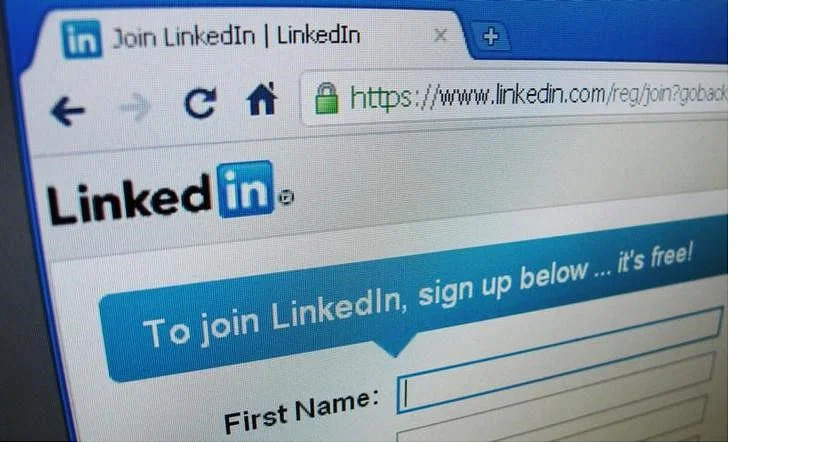 in Join LinkedIn | LinkedIn
https://www.linkedin.com/reg/join?goback
Linked in
To join LinkedIn, sign up below ... it's free!
First Name: